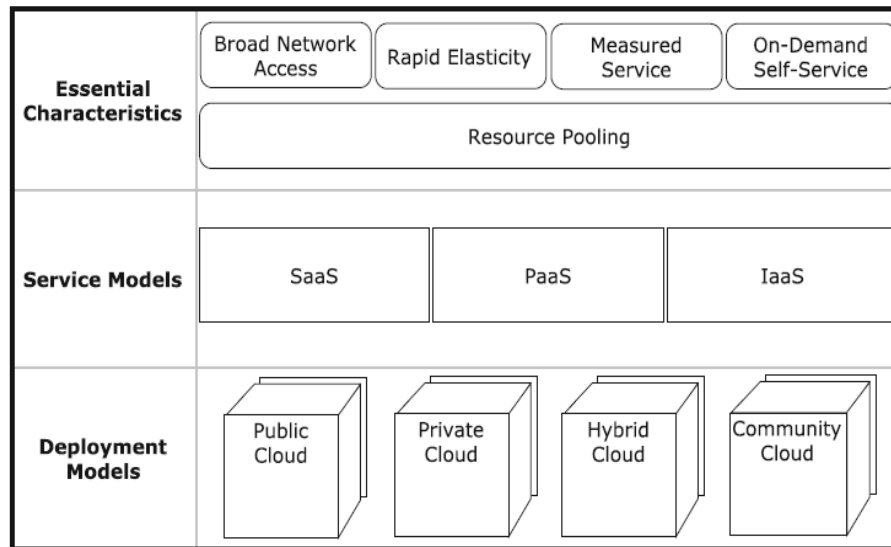 Essential
Characteristics
Broad Network
Access
Rapid Elasticity
Measured
Service
On-Demand
Self-Service
Resource Pooling
Service Models
SaaS
PaaS
IaaS
Deployment
Models
Public
Cloud
Private
Cloud
Hybrid
Cloud
Community
Cloud